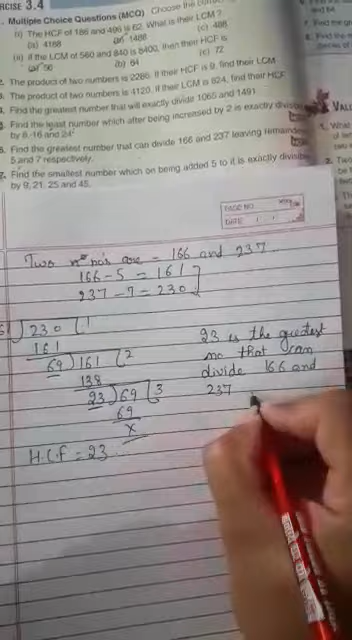 RCISE 3.4
Multiple Choice Questions (MCQ) Choose the
(i) The HCF of 186 and 496 is 62. What is their LCM ?
(a) 4188 (b) 1488 (c) 488
(ii) If the LCM of 560 and 840 is 8400, then their HCF is
(a) 56 (b) 64 (c) 72
The product of two numbers is 2286. If their HCF is 9, find their LCM
The product of two numbers is 4120. If their LCM is 824, find their HCF
Find the greatest number that will exactly divide 1065 and 1491
Find the least number which after being increased by 2 is exactly
by 8, 16 and 24
Find the greatest number that can divide 166 and 237 leaving
5 and 7 respectively.
Find the smallest number which on being added 5 to it is exactly
by 9, 21, 25 and 45.
PAGE NO.
DATE
Two no's are - 166 and 237
166 - 5 = 161
237 - 7 = 230
230 1
161
69 161 2
138
23 69 3
69
x
H.C.F = 23
23 is the greatest
no that can
divide 166 and
237